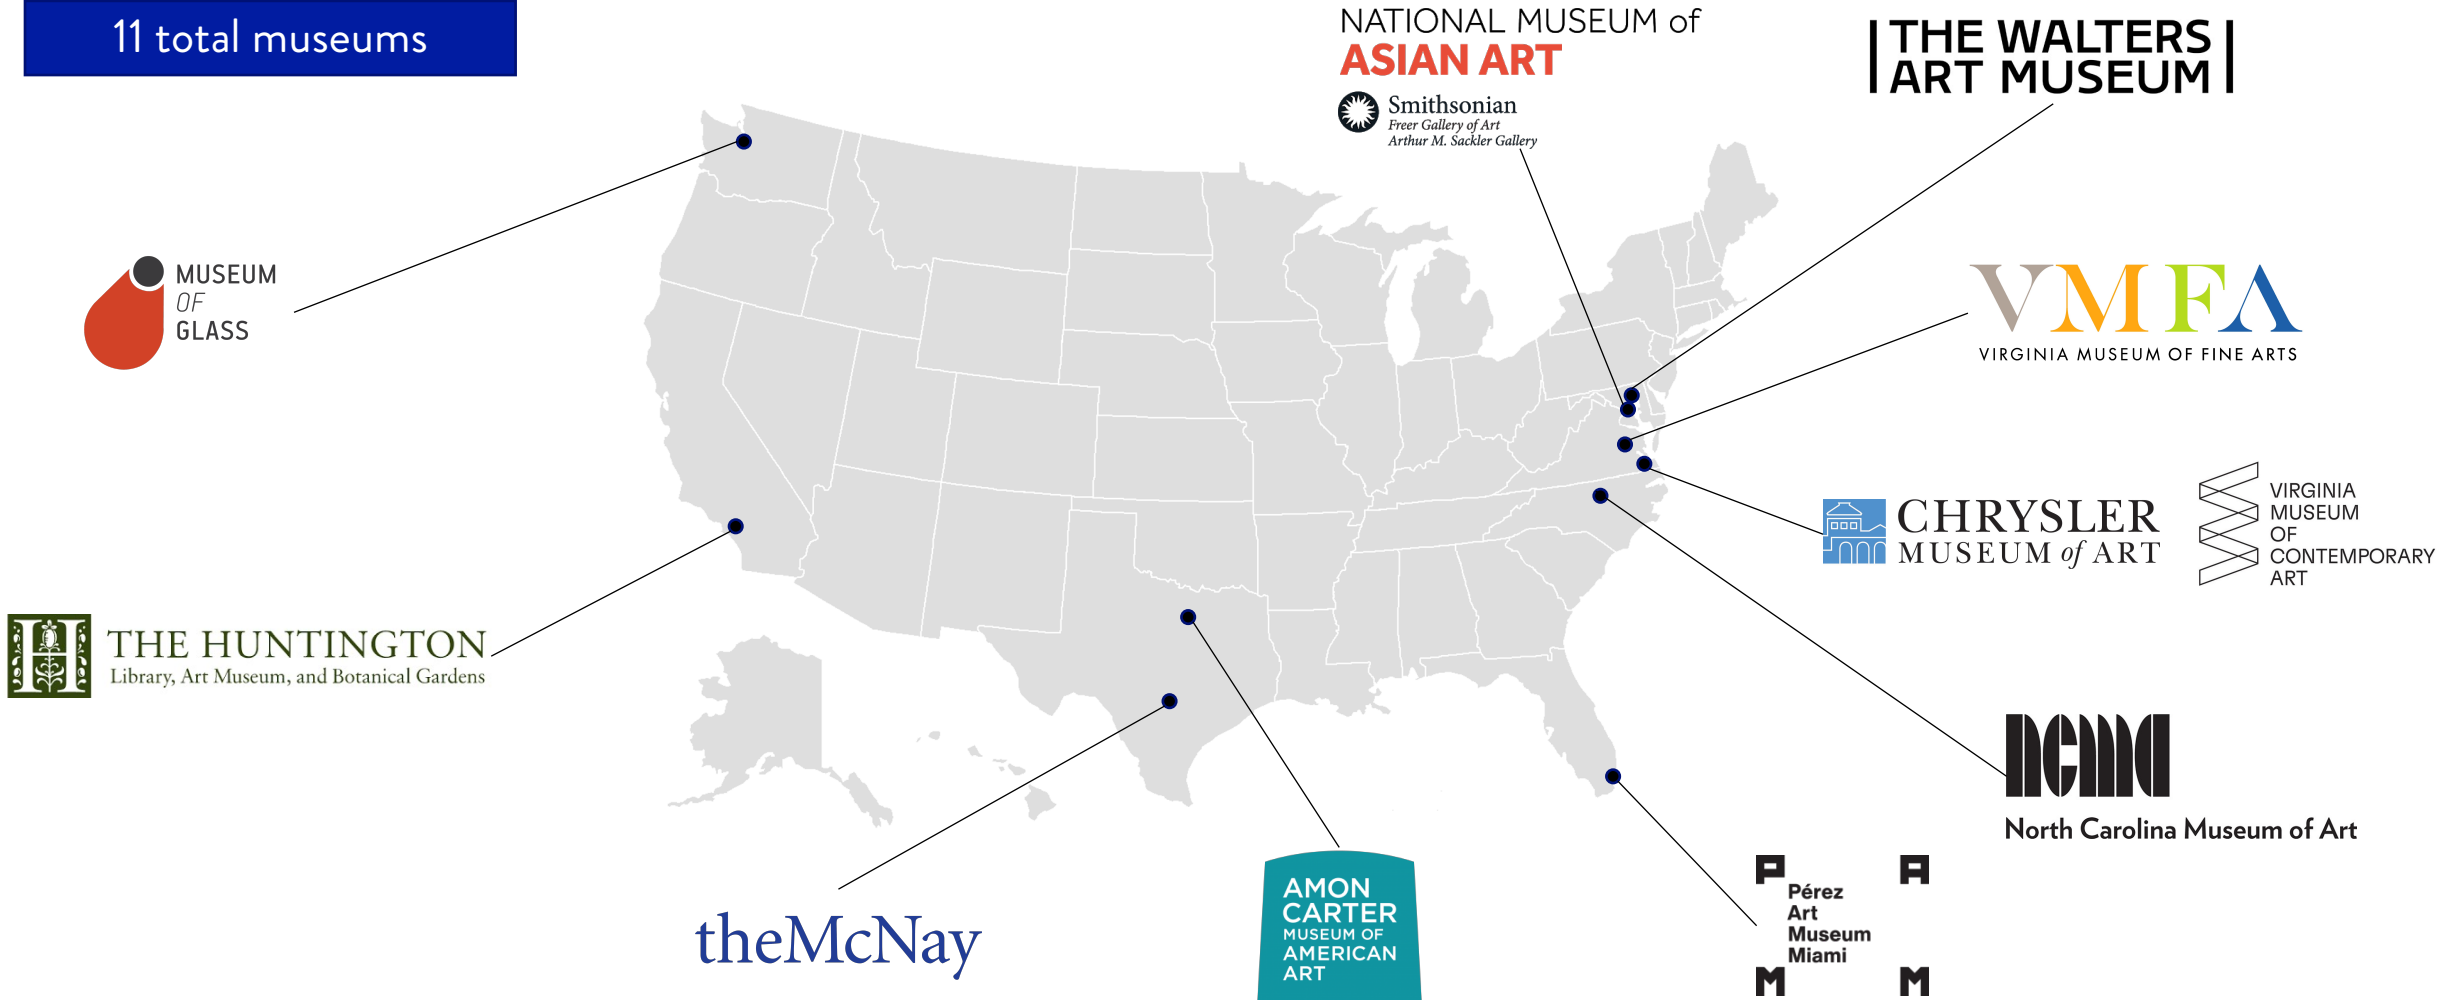 11 total museums
NATIONAL MUSEUM of
ASIAN ART
Smithsonian
Freer Gallery of Art
Arthur M. Sackler Gallery
THE WALTERS
ART MUSEUM
MUSEUM
OF
GLASS
VMFA
VIRGINIA MUSEUM OF FINE ARTS
CHRYSLER
MUSEUM of ART
VIRGINIA
MUSEUM
OF
CONTEMPORARY
ART
H
THE HUNTINGTON
Library, Art Museum, and Botanical Gardens
ncma
North Carolina Museum of Art
theMcNay
AMON
CARTER
MUSEUM OF
AMERICAN
ART
P A
Pérez
Art
Museum
Miami
M M